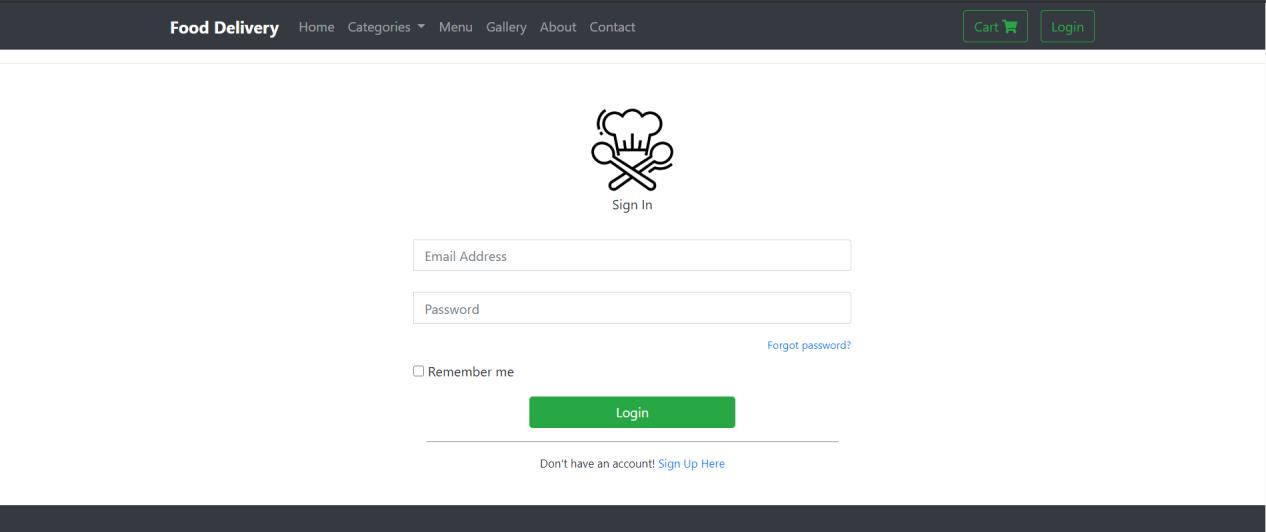 Food Delivery Home Categories Menu Gallery About Contact Cart Login
Sign In
Email Address
Password
Forgot password?
Remember me
Login
Don't have an account! Sign Up Here